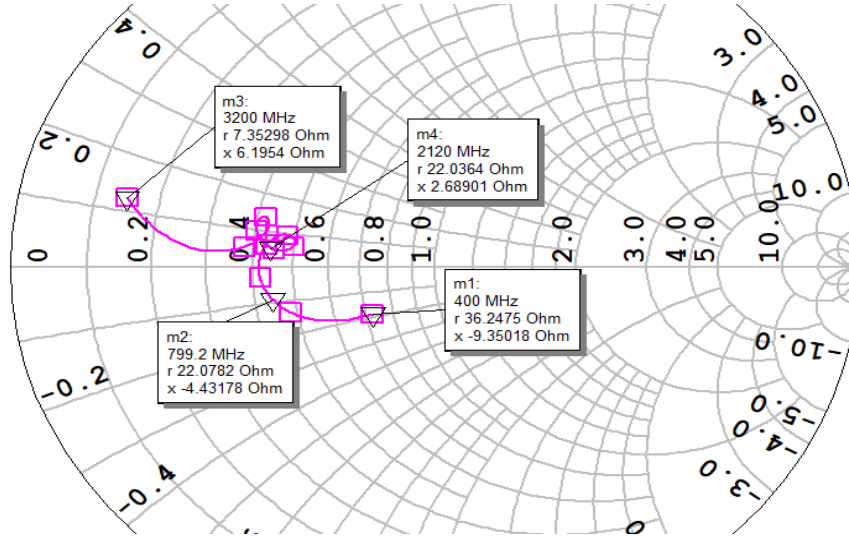 0.4
3.0
4.0
5.0
0.2
10.0
m3:
3200 MHz
r 7.35298 Ohm
x 6.1954 Ohm
m4:
2120 MHz
r 22.0364 Ohm
x 2.68901 Ohm
0
0.2
0.4
0.6
0.8
1.0
2.0
3.0
4.0
5.0
10.0
m1:
400 MHz
r 36.2475 Ohm
x -9.35018 Ohm
m2:
799.2 MHz
r 22.0782 Ohm
x -4.43178 Ohm
-10.0
-0.2
-5.0
-4.0
-3.0
-0.4